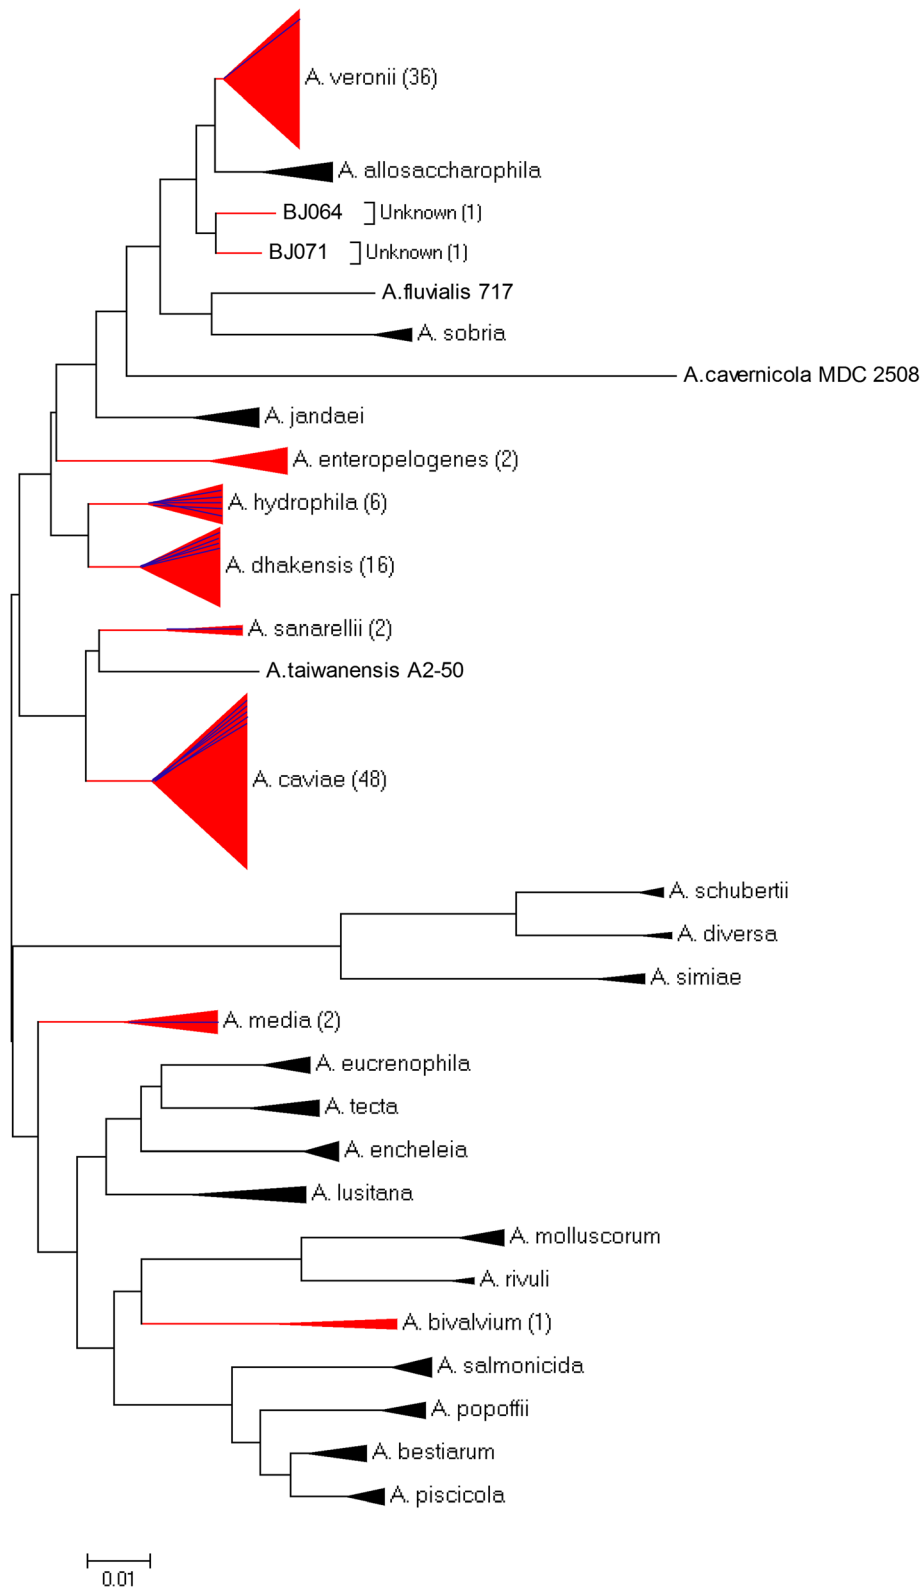 A. veronii (36)
A. allosaccharophila
BJ064 Unknown (1)
BJ071 Unknown (1)
A.fluvialis 717
A. sobria
A.cavernicola MDC 2508
A. jandaei
A. enteropelogenes (2)
A. hydrophila (6)
A. dhakensis (16)
A. sanarellii (2)
A.taiwanensis A2-50
A. caviae (48)
A. schubertii
A. diversa
A. simiae
A. media (2)
A. eucrenophila
A. tecta
A. encheleia
A. lusitana
A. molluscorum
A. rivuli
A. bivalvium (1)
A. salmonicida
A. popoffii
A. bestiarum
A. piscicola
0.01